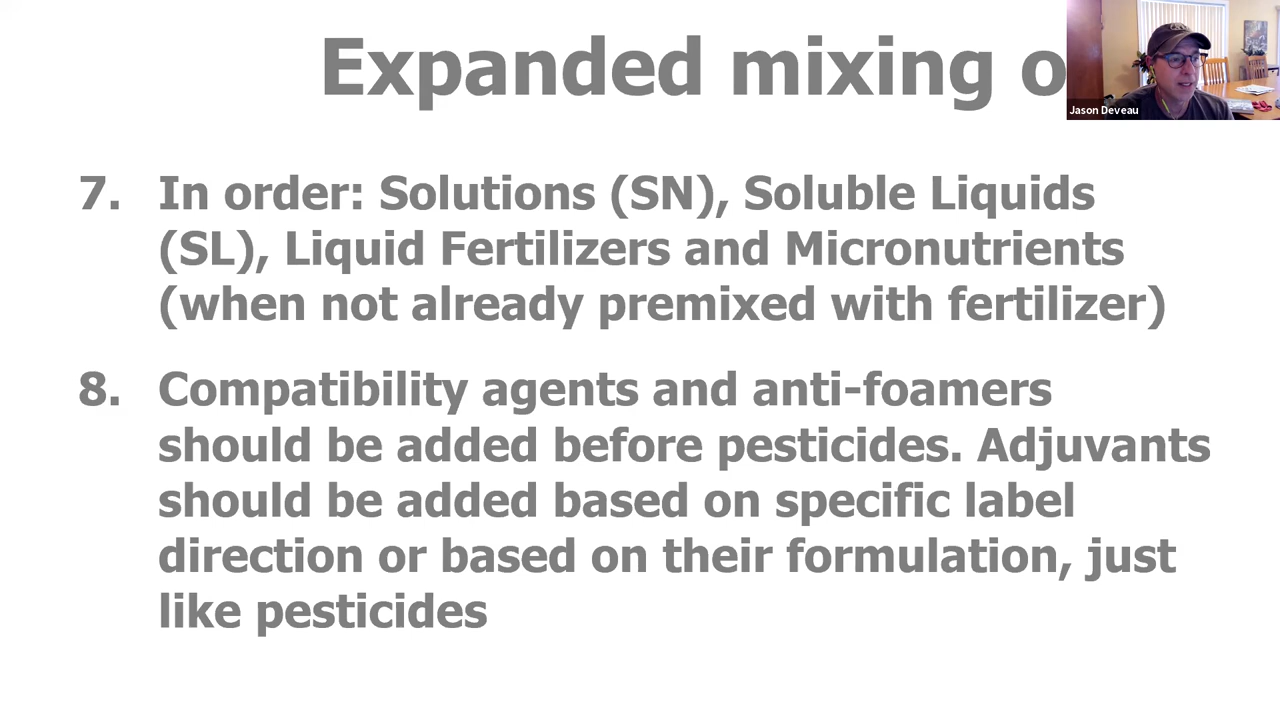 Expanded mixing o
Jason Deveau
7. In order: Solutions (SN), Soluble Liquids
(SL), Liquid Fertilizers and Micronutrients
(when not already premixed with fertilizer)
8. Compatibility agents and anti-foamers
should be added before pesticides. Adjuvants
should be added based on specific label
direction or based on their formulation, just
like pesticides